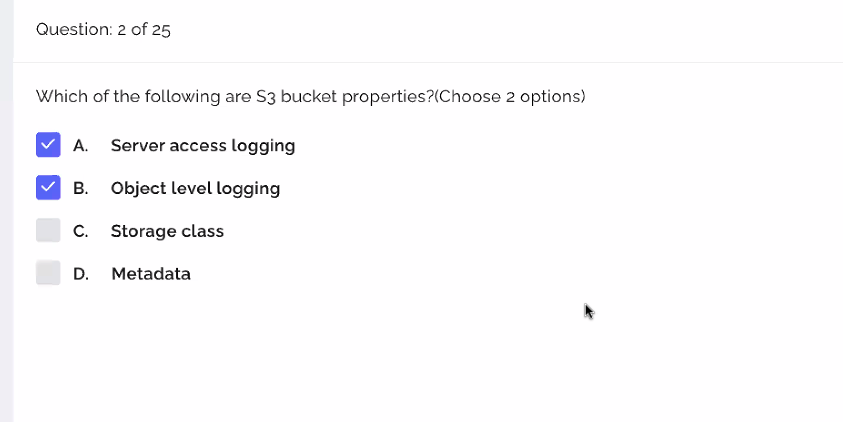 Question: 2 of 25
Which of the following are S3 bucket properties?(Choose 2 options)
A. Server access logging
B. Object level logging
C. Storage class
D. Metadata